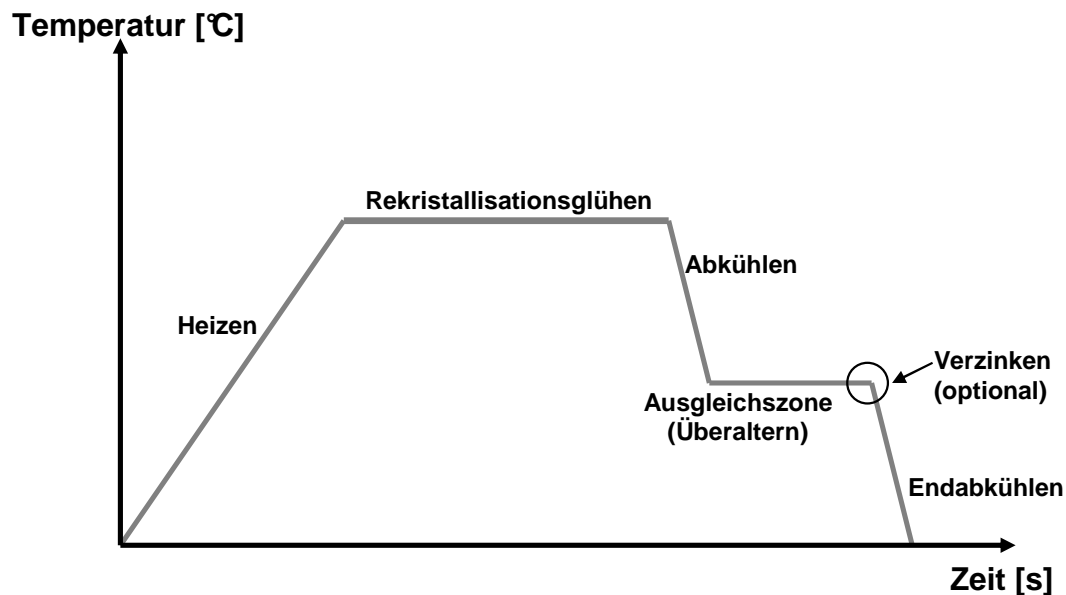 Temperatur [°C]
Rekristallisationsglühen
Abkühlen
Heizen
Verzinken
(optional)
Ausgleichszone
(Überaltern)
Endabkühlen
Zeit [s]